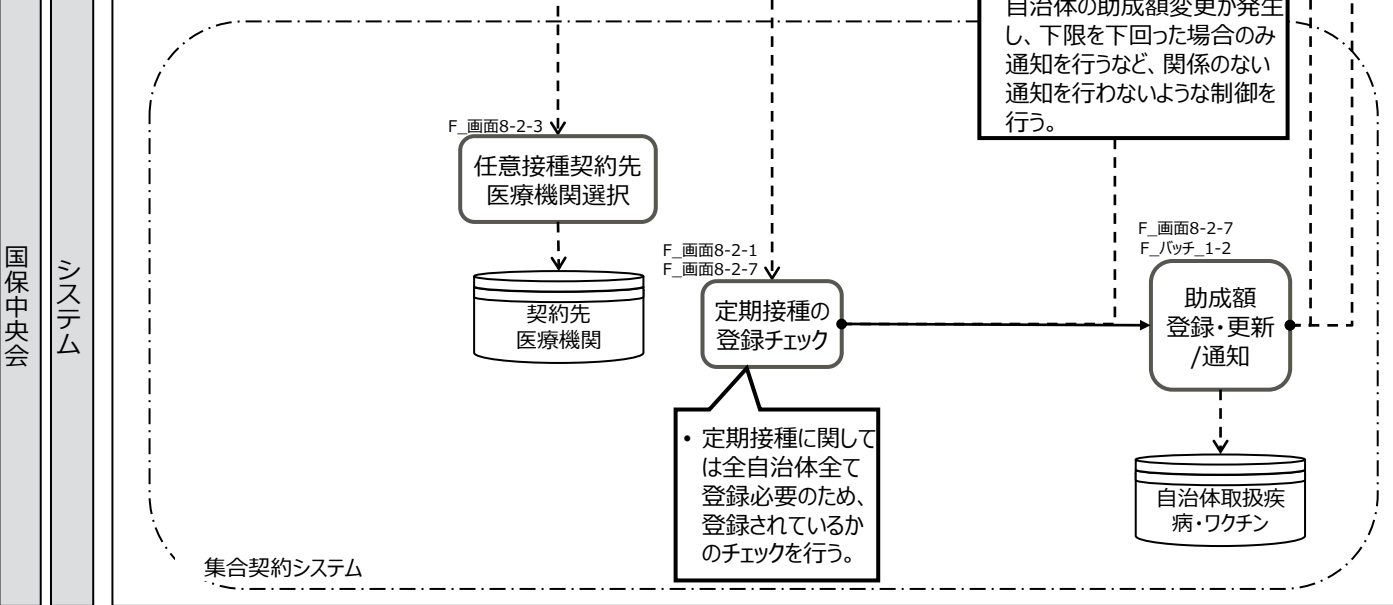 自治体の助成額変更が発生
し、下限を下回った場合のみ
通知を行うなど、関係のない
通知を行わないような制御を
行う。
F_画面8-2-3
任意接種契約先
医療機関選択
契約先
医療機関
F_画面8-2-1
F_画面8-2-7
定期接種の
登録チェック
F_画面8-2-7
F_バッチ_1-2
助成額
登録・更新
/通知
国保中央会
システム
• 定期接種に関して
は全自治体全て
登録必要のため、
登録されているか
のチェックを行う。
自治体取扱疾
病・ワクチン
集合契約システム